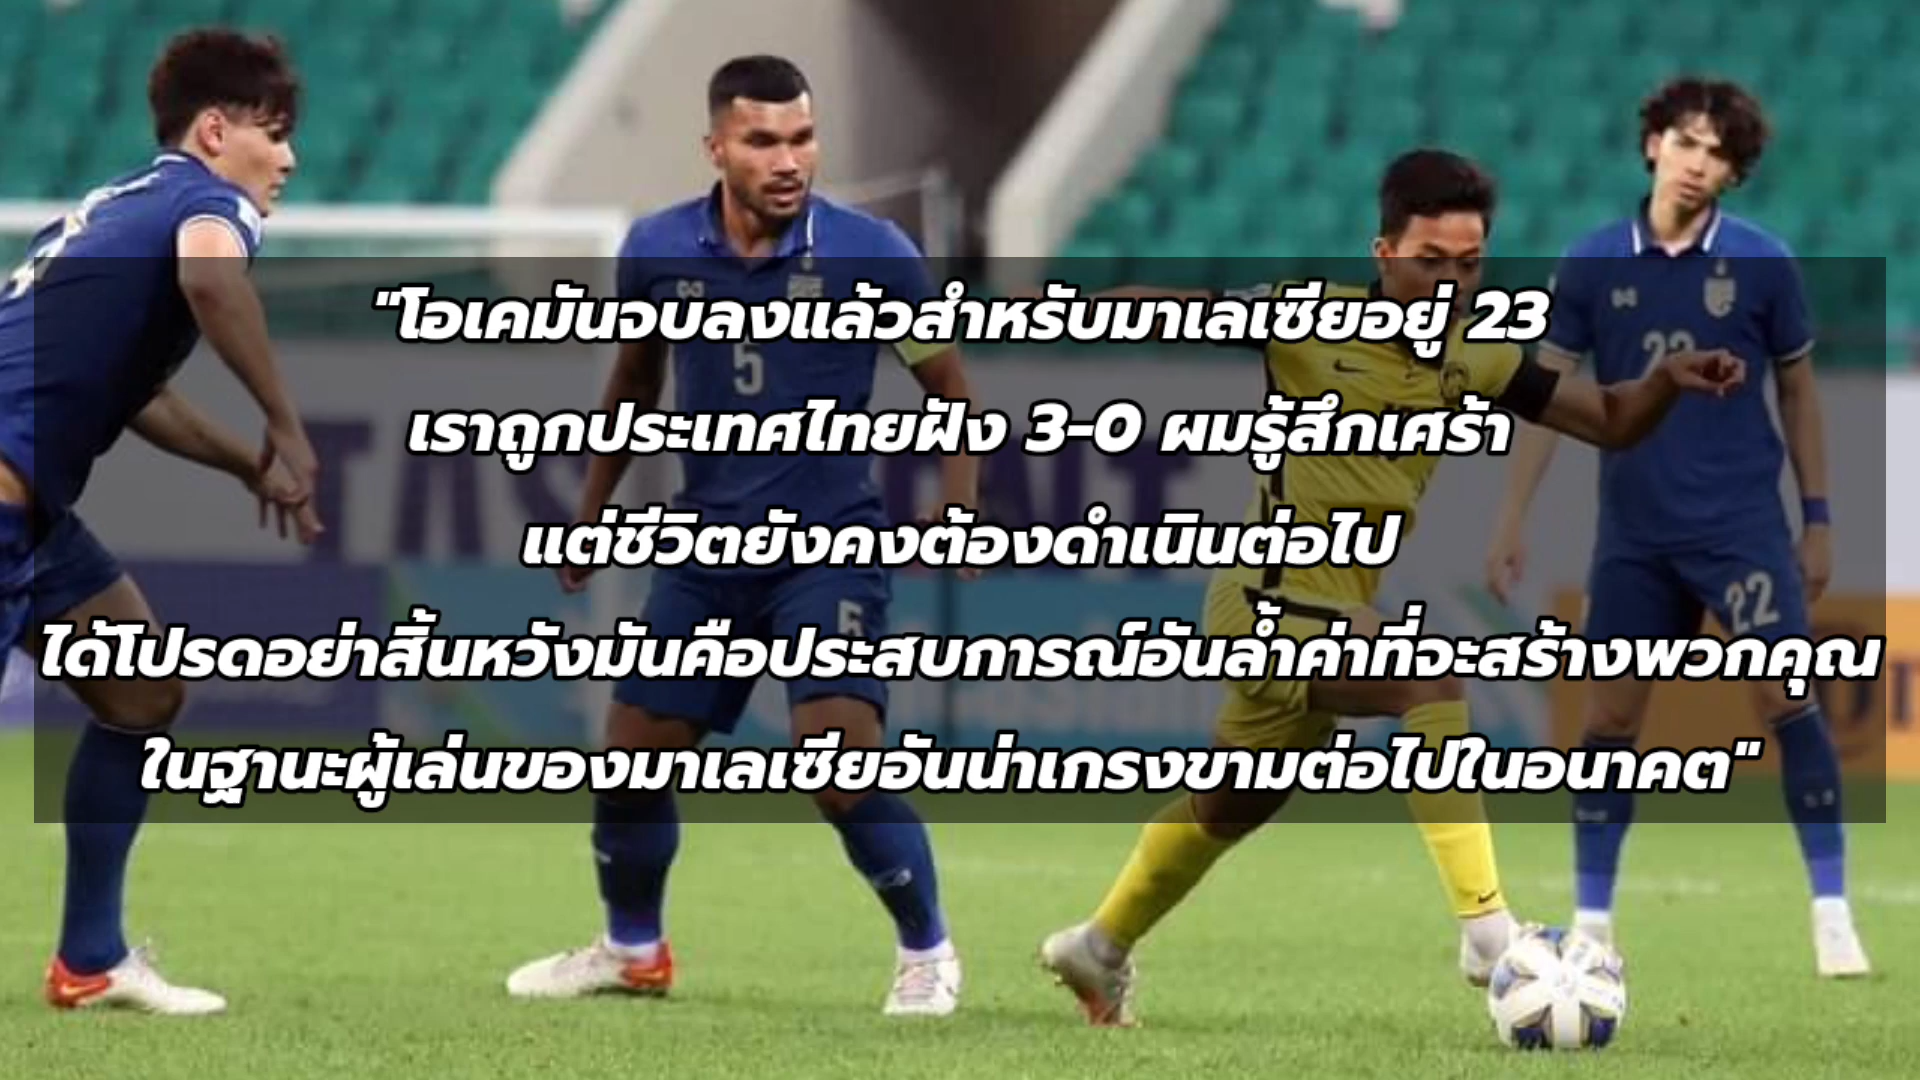 "โอเคมันจบลงแล้วสำหรับมาเลเซียอยู่ 23
เราถูกประเทศไทยฝัง 3-0 ผมรู้สึกเศร้า
แต่ชีวิตยังคงต้องดำเนินต่อไป
ได้โปรดอย่าสิ้นหวังมันคือประสบการณ์อันล้ำค่าที่จะสร้างพวกคุณ
ในฐานะผู้เล่นของมาเลเซียอันน่าเกรงขามต่อไปในอนาคต"
5
5
22
22